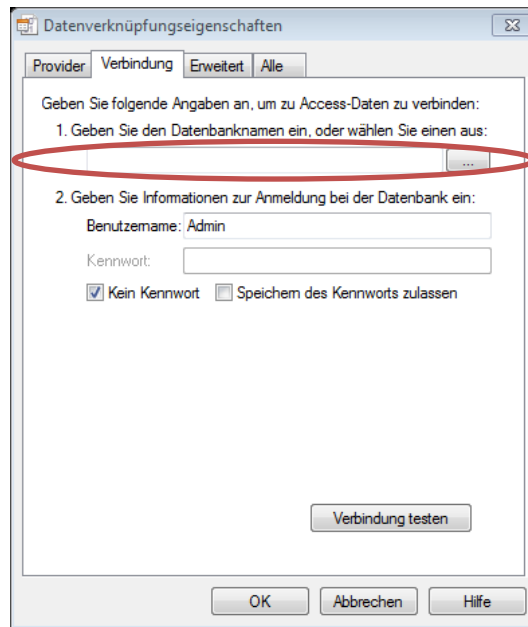 Datenverknüpfungseigenschaften
Provider Verbindung Erweitert Alle
Geben Sie folgende Angaben an, um zu Access-Daten zu verbinden:
1. Geben Sie den Datenbanknamen ein, oder wählen Sie einen aus:
...
2. Geben Sie Informationen zur Anmeldung bei der Datenbank ein:
Benutzername: Admin
Kennwort:
Kein Kennwort Speichern des Kennworts zulassen
Verbindung testen
OK Abbrechen Hilfe